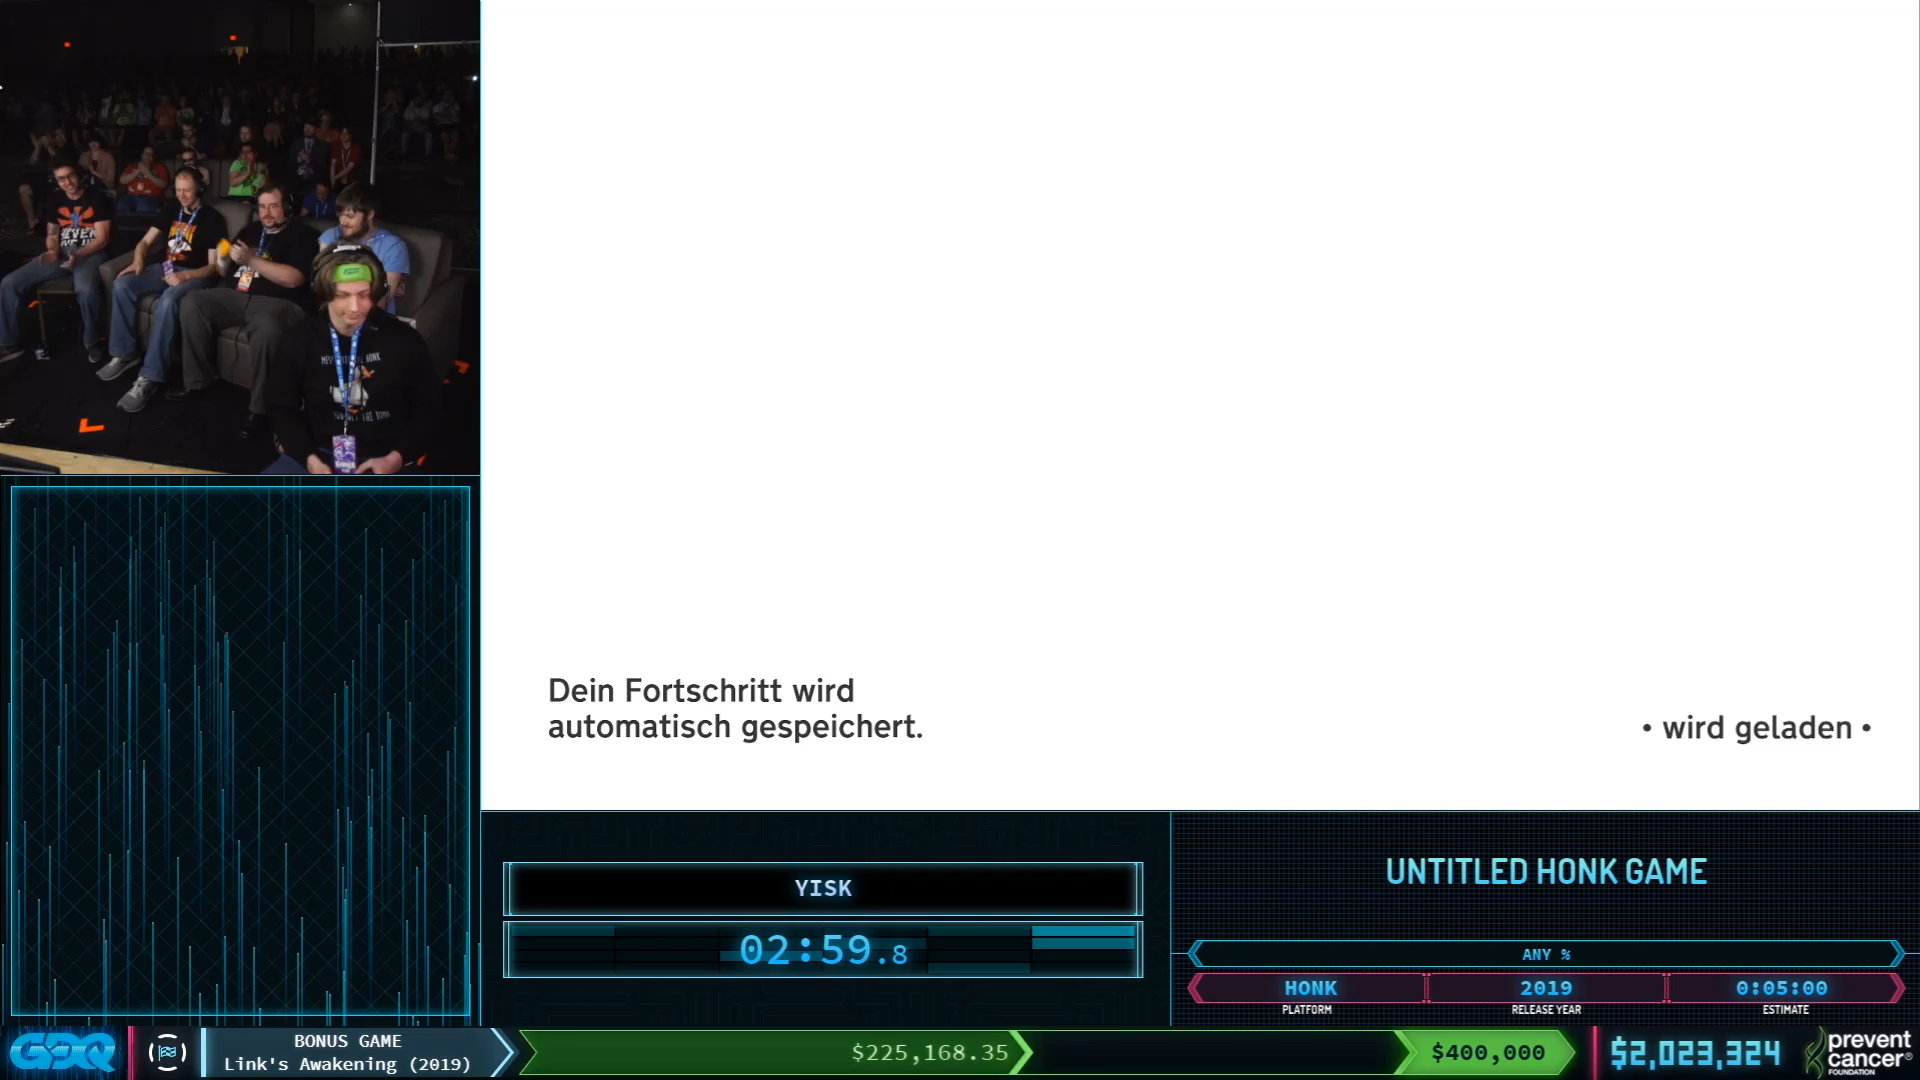 Dein Fortschritt wird
automatisch gespeichert.
• wird geladen •
YISK
02:59.8
UNTITLED HONK GAME
ANY %
HONK
2019
0:05:00
PLATFORM
RELEASE YEAR
ESTIMATE
GDQ
BONUS GAME
Link's Awakening (2019)
$225,168.35
$400,000
$2,023,324
prevent
cancer®
FOUNDATION